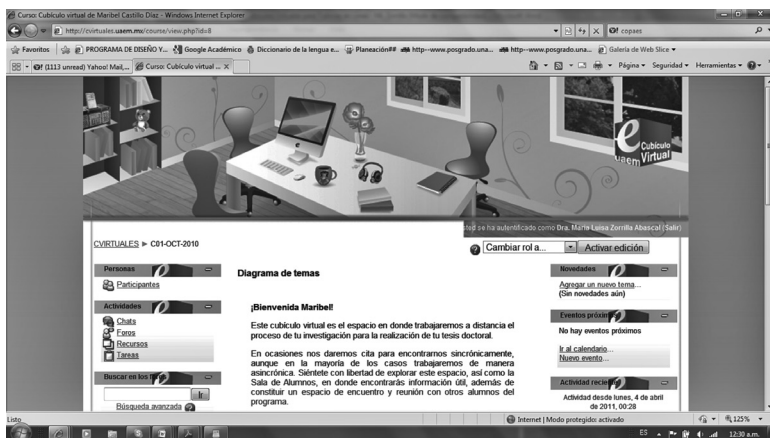 Curso: Cubículo virtual de Maribel Castillo Díaz - Windows Internet Explorer
http://cvirtuales.uaem.mx/course/view.php?id=8
copaes
Favoritos
PROGRAMA DE DISEÑO Y...
Google Académico
Diccionario de la lengua e...
Planeación##
http--www.posgrado.una...
http--www.posgrado.una...
Galería de Web Slice
(1113 unread) Yahoo! Mail,...
Curso: Cubículo virtual ...
X
Página
Seguridad
Herramientas
e
Cubículo
uaem Virtual
sted se ha autentificado como Dra. María Luisa Zorrilla Abascal (Salir)
CVIRTUALES ► C01-OCT-2010
Cambiar rol a...
Activar edición
Personas
Participantes
Actividades
Chats
Foros
Recursos
Tareas
Buscar en los
Ir
Búsqueda avanzada
Diagrama de temas
¡Bienvenida Maribel!
Este cubículo virtual es el espacio en donde trabajaremos a distancia el
proceso de tu investigación para la realización de tu tesis doctoral.
En ocasiones nos daremos cita para encontrarnos sincrónicamente,
aunque en la mayoría de los casos trabajaremos de manera
asincrónica. Siéntete con libertad de explorar este espacio, así como la
Sala de Alumnos, en donde encontrarás información útil, además de
constituir un espacio de encuentro y reunión con otros alumnos del
programa.
Novedades
Agregar un nuevo tema...
(Sin novedades aún)
Eventos próxim
No hay eventos próximos
Ir al calendario...
Nuevo evento...
Actividad recie
Actividad desde lunes, 4 de abril
de 2011, 00:28
Listo
Internet | Modo protegido: activado
125%
ES
12:30 a.m.